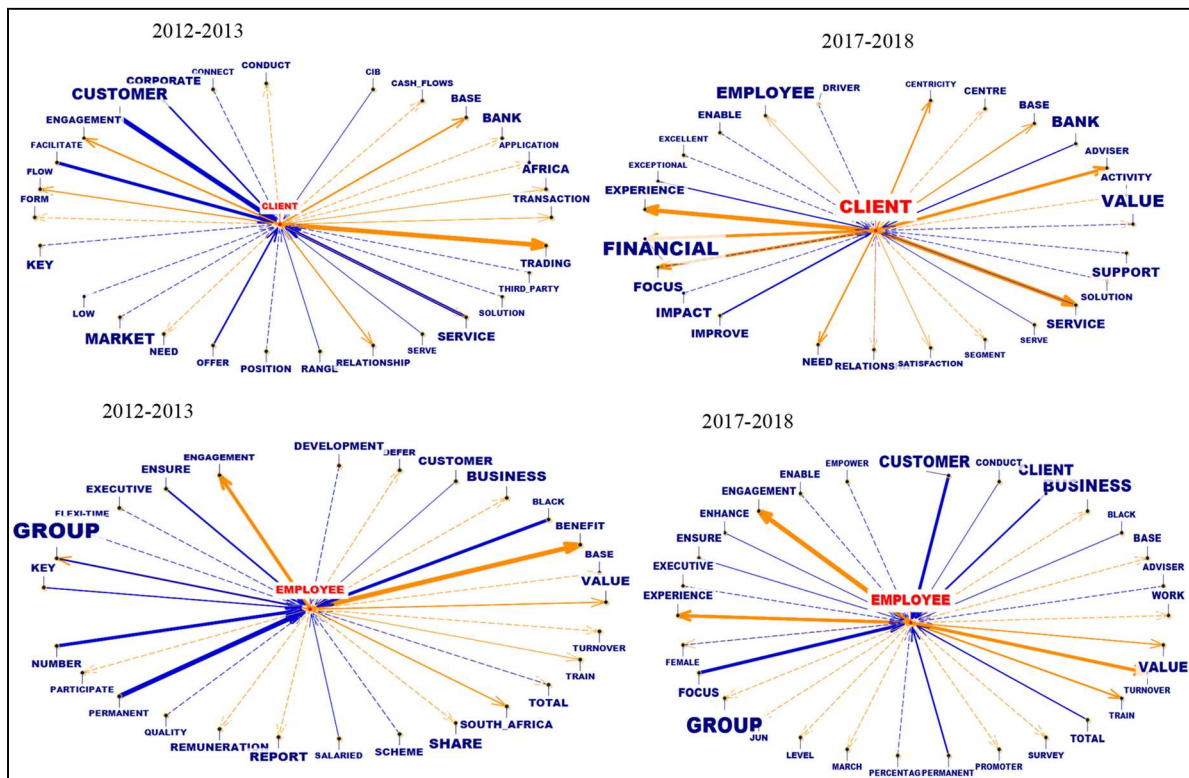 2012-2013
CONNECT
CONDUCT
CIB
CORPORATE
CASH_FLOWS
CUSTOMER
BASE
ENGAGEMENT
BANK
FACILITATE
APPLICATION
FLOW
AFRICA
FORM
CLIENT
TRANSACTION
KEY
TRADING
LOW
THIRD_PARTY
SOLUTION
MARKET
SERVICE
NEED
OFFER
POSITION
RANGL
RELATIONSHIP
SERVE
2017-2018
EMPLOYEE
DRIVER
CENTRICITY
CENTRE
ENABLE
BASE
EXCELLENT
BANK
EXCEPTIONAL
ADVISER
EXPERIENCE
ACTIVITY
CLIENT
VALUE
FINANCIAL
FOCUS
SUPPORT
IMPACT
SOLUTION
IMPROVE
SERVICE
NEED
RELATIONS
SATISFACTION
SEGMENT
SERVE
2012-2013
DEVELOPMENT
DEFER
ENGAGEMENT
CUSTOMER
ENSURE
BUSINESS
EXECUTIVE
BLACK
FLEXI-TIME
BENEFIT
GROUP
BASE
KEY
EMPLOYEE
VALUE
NUMBER
TURNOVER
PARTICIPATE
TRAIN
PERMANENT
TOTAL
QUALITY
SOUTH_AFRICA
REMUNERATION
REPORT
SALARIED
SCHEME
SHARE
2017-2018
EMPOWER
CUSTOMER
CONDUCT
ENABLE
CLIENT
ENGAGEMENT
BUSINESS
ENHANCE
BLACK
ENSURE
BASE
EXECUTIVE
ADVISER
EXPERIENCE
EMPLOYEE
WORK
FEMALE
VALUE
FOCUS
TURNOVER
GROUP
TRAIN
JUN
TOTAL
LEVEL
MARCH
PERCENTAG
PERMANENT
PROMOTER
SURVEY